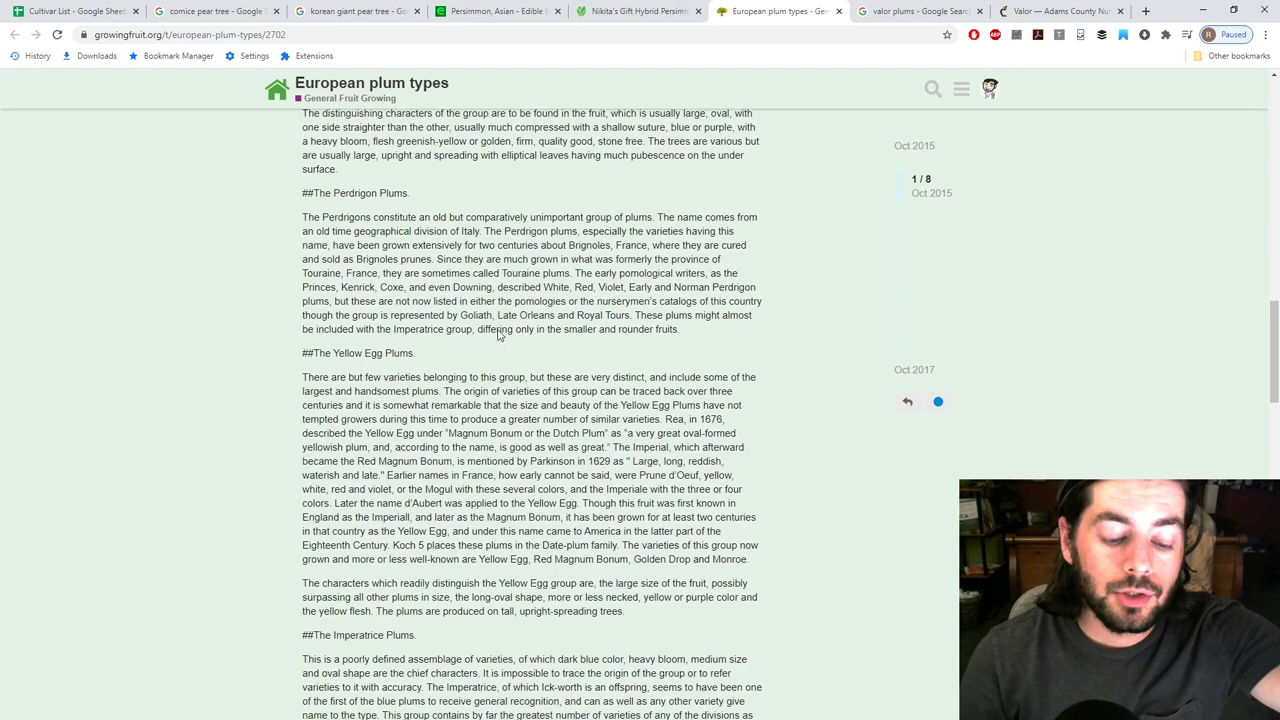 Cultivar List - Google Sheet
comice pear tree - Google S
korean giant pear tree - Go
Persimmon, Asian - Edible L
Nikita's Gift Hybrid Persimm
European plum types - Gen
valor plums - Google Searc
Valor — Adams County Nu
growingfruit.org/t/european-plum-types/2702
R Paused
History
Downloads
Bookmark Manager
Settings
Extensions
Other bookmarks
European plum types
General Fruit Growing
The distinguishing characters of the group are to be found in the fruit, which is usually large, oval, with
one side straighter than the other, usually much compressed with a shallow suture, blue or purple, with
a heavy bloom, flesh greenish-yellow or golden, firm, quality good, stone free. The trees are various but
are usually large, upright and spreading with elliptical leaves having much pubescence on the under
surface.
##The Perdrigon Plums.
The Perdrigons constitute an old but comparatively unimportant group of plums. The name comes from
an old time geographical division of Italy. The Perdrigon plums, especially the varieties having this
name, have been grown extensively for two centuries about Brignoles, France, where they are cured
and sold as Brignoles prunes. Since they are much grown in what was formerly the province of
Touraine, France, they are sometimes called Touraine plums. The early pomological writers, as the
Princes, Kenrick, Coxe, and even Downing, described White, Red, Violet, Early and Norman Perdrigon
plums, but these are not now listed in either the pomologies or the nurserymen's catalogs of this country
though the group is represented by Goliath, Late Orleans and Royal Tours. These plums might almost
be included with the Imperatrice group, differing only in the smaller and rounder fruits.
##The Yellow Egg Plums.
There are but few varieties belonging to this group, but these are very distinct, and include some of the
largest and handsomest plums. The origin of varieties of this group can be traced back over three
centuries and it is somewhat remarkable that the size and beauty of the Yellow Egg Plums have not
tempted growers during this time to produce a greater number of similar varieties. Rea, in 1676,
described the Yellow Egg under "Magnum Bonum or the Dutch Plum" as "a very great oval-formed
yellowish plum, and, according to the name, is good as well as great." The Imperial, which afterward
became the Red Magnum Bonum, is mentioned by Parkinson in 1629 as " Large, long, reddish,
waterish and late." Earlier names in France, how early cannot be said, were Prune d'Oeuf, yellow,
white, red and violet, or the Mogul with these several colors, and the Imperiale with the three or four
colors. Later the name d'Aubert was applied to the Yellow Egg. Though this fruit was first known in
England as the Imperiall, and later as the Magnum Bonum, it has been grown for at least two centuries
in that country as the Yellow Egg, and under this name came to America in the latter part of the
Eighteenth Century. Koch 5 places these plums in the Date-plum family. The varieties of this group now
grown and more or less well-known are Yellow Egg, Red Magnum Bonum, Golden Drop and Monroe.
The characters which readily distinguish the Yellow Egg group are, the large size of the fruit, possibly
surpassing all other plums in size, the long-oval shape, more or less necked, yellow or purple color and
the yellow flesh. The plums are produced on tall, upright-spreading trees.
##The Imperatrice Plums.
This is a poorly defined assemblage of varieties, of which dark blue color, heavy bloom, medium size
and oval shape are the chief characters. It is impossible to trace the origin of the group or to refer
varieties to it with accuracy. The Imperatrice, of which Ick-worth is an offspring, seems to have been one
of the first of the blue plums to receive general recognition, and can as well as any other variety give
name to the type. This group contains by far the greatest number of varieties of any of the divisions as
Oct 2015
1 / 8
Oct 2015
Oct 2017